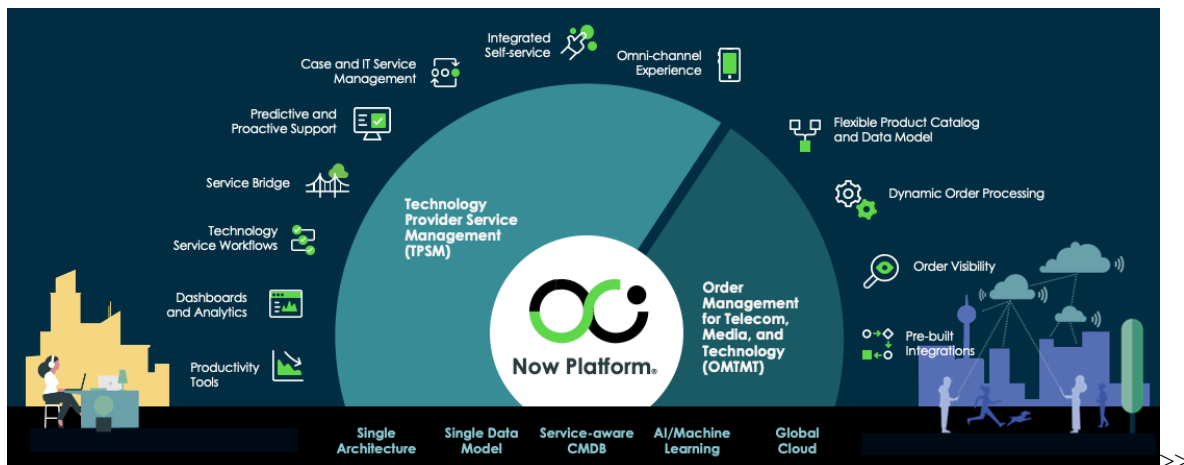 Integrated
Self-service
Omni-channel
Experience
Case and IT Service
Management
Predictive and
Proactive Support
Flexible Product Catalog
and Data Model
Service Bridge
Dynamic Order Processing
Technology
Provider Service
Management
(TPSM)
Technology
Service Workflows
Order Visibility
Dashboards
and Analytics
Order
Management
for Telecom,
Media, and
Technology
(OMTMT)
Pre-built
Integrations
Now Platform®
Productivity
Tools
Single
Architecture
Single Data
Model
Service-aware
CMDB
AI/Machine
Learning
Global
Cloud
>>